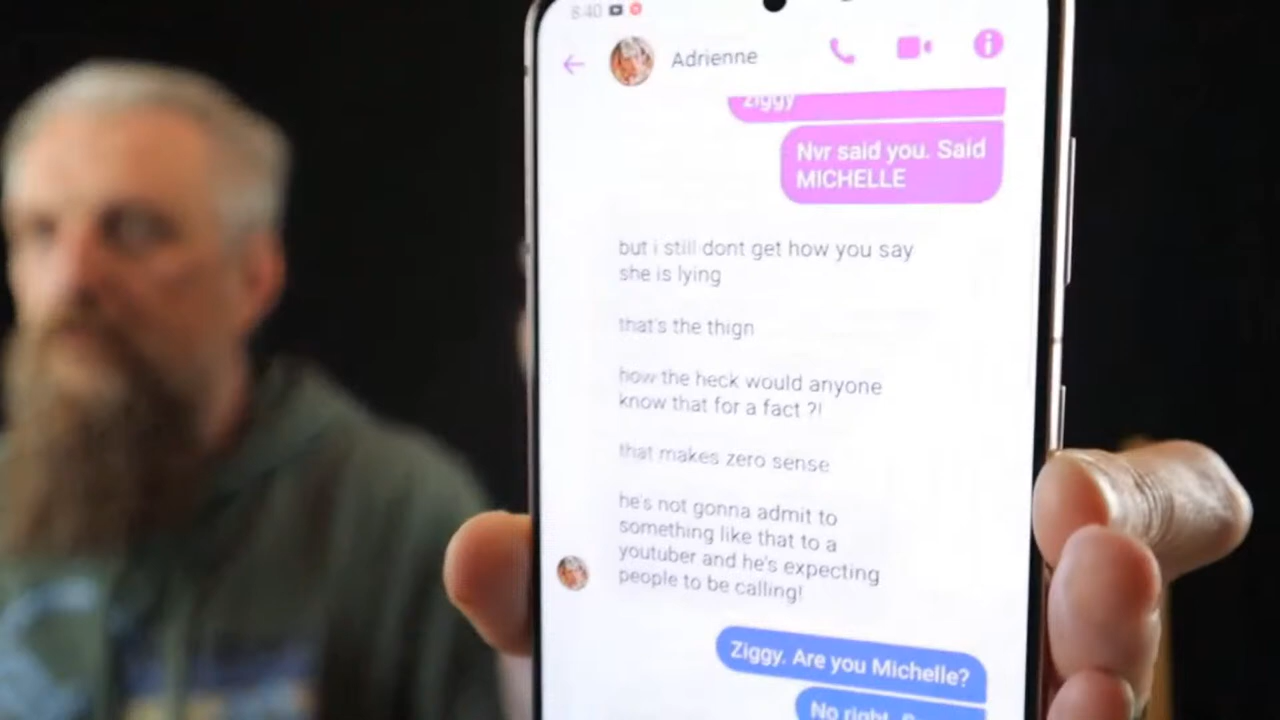 8:40
Adrienne
ziggy
Nvr said you. Said
MICHELLE
but i still dont get how you say
she is lying
that's the thign
how the heck would anyone
know that for a fact ?!
that makes zero sense
he's not gonna admit to
something like that to a
youtuber and he's expecting
people to be calling!
Ziggy. Are you Michelle?
No right.